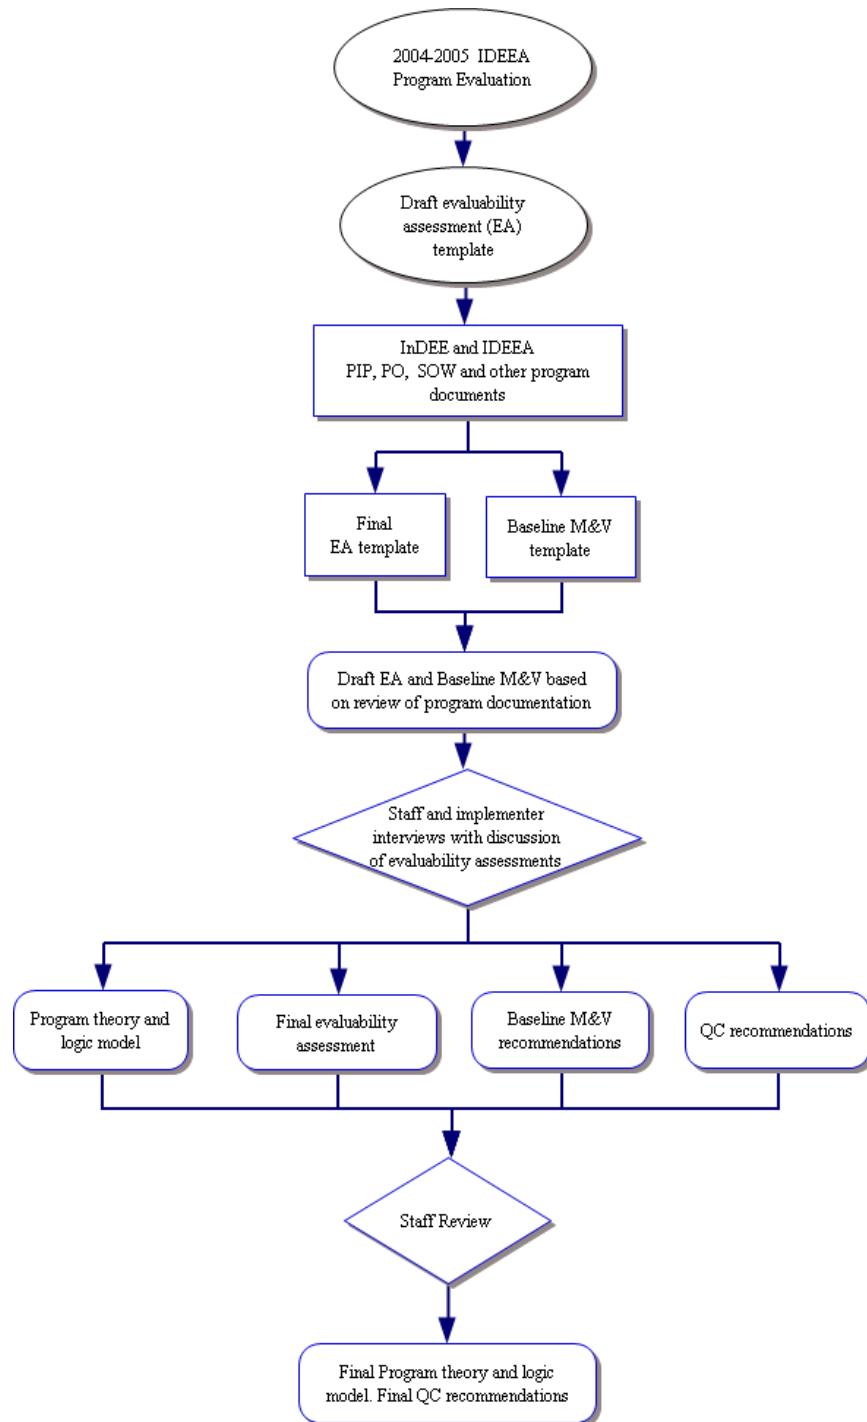 2004-2005 IDEEA
Program Evaluation
Draft evaluability
assessment (EA)
template
InDEE and IDEEA
PIP, PO, SOW and other program
documents
Final
EA template
Baseline M&V
template
Draft EA and Baseline M&V based
on review of program documentation
Staff and implementer
interviews with discussion
of evaluability assessments
Program theory and
logic model
Final evaluability
assessment
Baseline M&V
recommendations
QC recommendations
Staff Review
Final Program theory and logic
model. Final QC recommendations